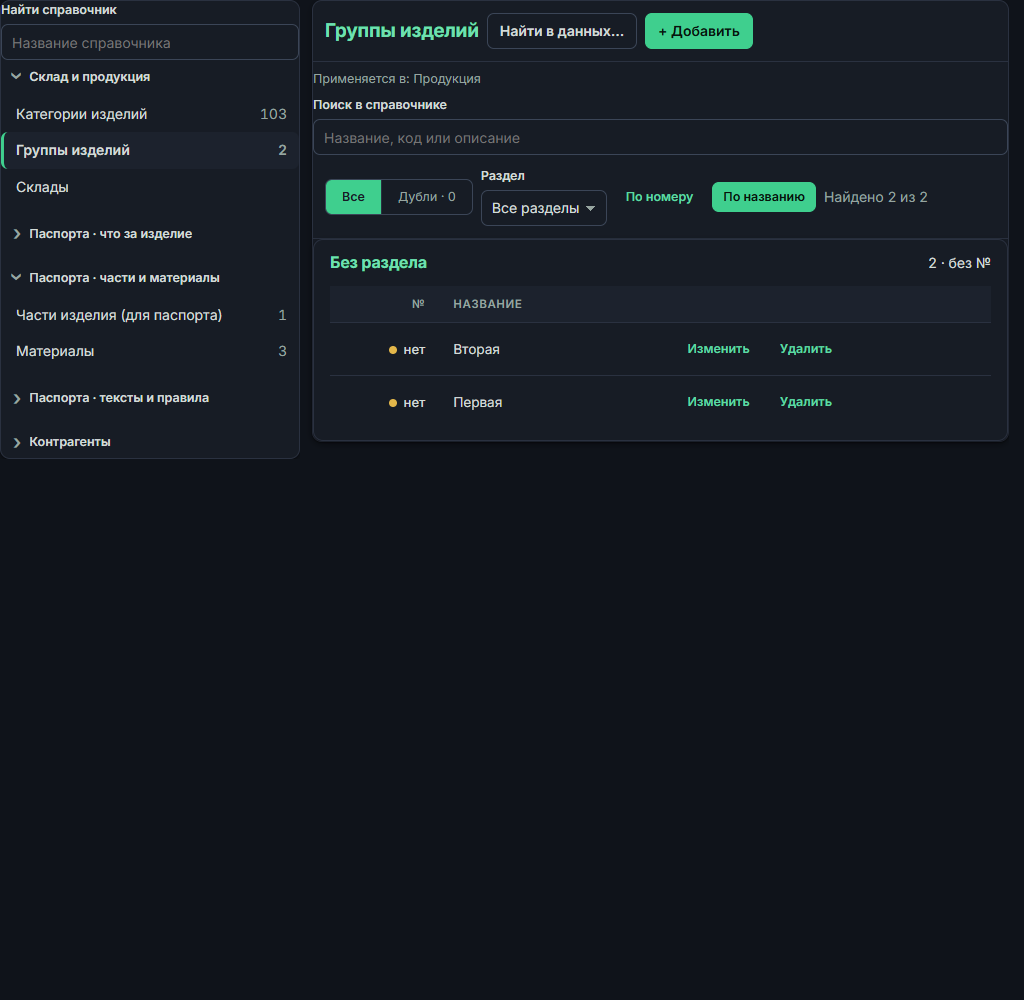 Найти справочник
Название справочника
Склад и продукция
Категории изделий 103
Группы изделий 2
Склады
Паспорта · что за изделие
Паспорта · части и материалы
Части изделия (для паспорта) 1
Материалы 3
Паспорта · тексты и правила
Контрагенты
Группы изделий Найти в данных... + Добавить
Применяется в: Продукция
Поиск в справочнике
Название, код или описание
Раздел
Все Дубли · 0 Все разделы По номеру По названию Найдено 2 из 2
Без раздела 2 · без №
№ НАЗВАНИЕ
нет Вторая Изменить Удалить
нет Первая Изменить Удалить